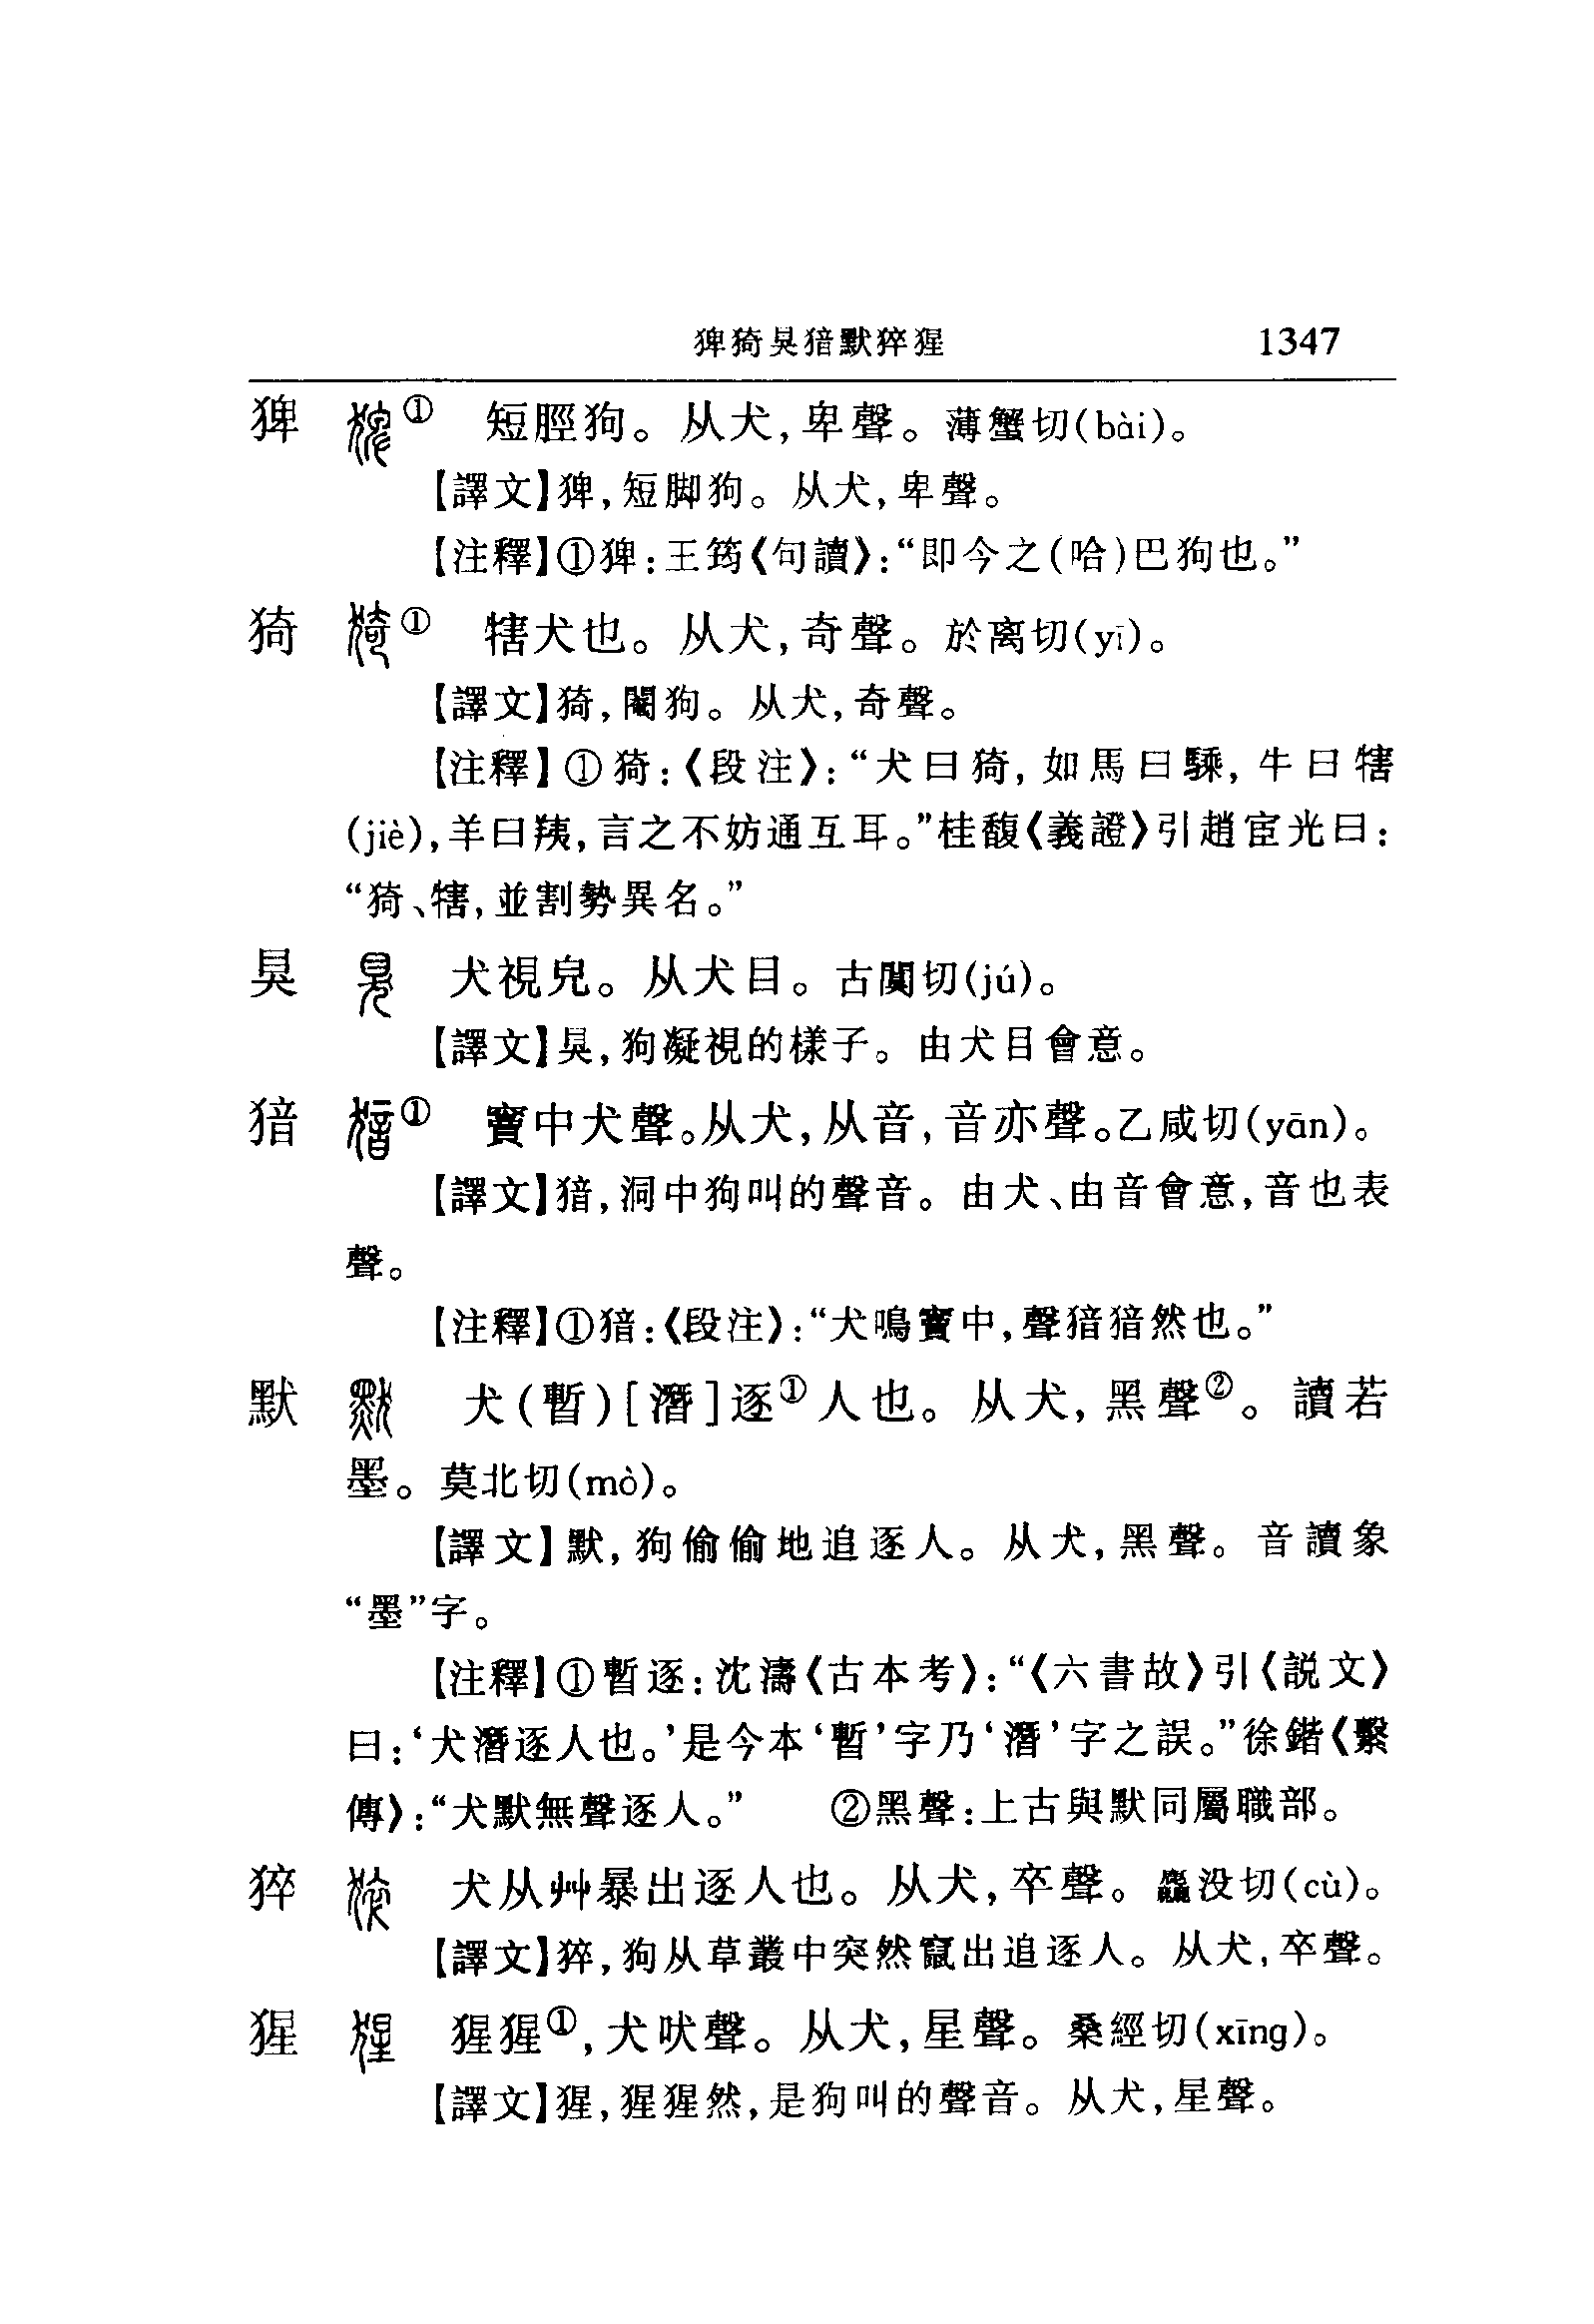 猈猗狊猎默猝猩 1347
猈 ① 短脛狗。从犬,卑聲。薄蟹切(bài)。
【譯文】猈,短脚狗。从犬,卑聲。
【注釋】①猈:王筠《句讀》:“即今之(哈)巴狗也。”
猗 ① 犗犬也。从犬,奇聲。於离切(yī)。
【譯文】猗,閹狗。从犬,奇聲。
【注釋】①猗:《段注》:“犬曰猗,如馬曰騬,牛曰犗
(jiè),羊曰羠,言之不妨通互耳。”桂馥《義證》引趙宧光曰:
“猗、犗,並割勢異名。”
狊 犬視皃。从犬目。古闃切(jú)。
【譯文】狊,狗凝視的樣子。由犬目會意。
猎 ① 竇中犬聲。从犬,从音,音亦聲。乙咸切(yān)。
【譯文】猎,洞中狗叫的聲音。由犬、由音會意,音也表
聲。
【注釋】①猎:《段注》:“犬鳴竇中,聲猎猎然也。”
默 犬(暫)[潛]逐①人也。从犬,黑聲②。讀若
墨。莫北切(mò)。
【譯文】默,狗偷偷地追逐人。从犬,黑聲。音讀象
“墨”字。
【注釋】①暫逐:沈濤《古本考》:“《六書故》引《説文》
曰:‘犬潛逐人也。’是今本‘暫’字乃‘潛’字之誤。”徐鍇《繫
傳》:“犬默無聲逐人。” ②黑聲:上古與默同屬職部。
猝 犬从艸暴出逐人也。从犬,卒聲。麤没切(cù)。
【譯文】猝,狗从草叢中突然竄出追逐人。从犬,卒聲。
猩 猩猩①,犬吠聲。从犬,星聲。桑經切(xīng)。
【譯文】猩,猩猩然,是狗叫的聲音。从犬,星聲。